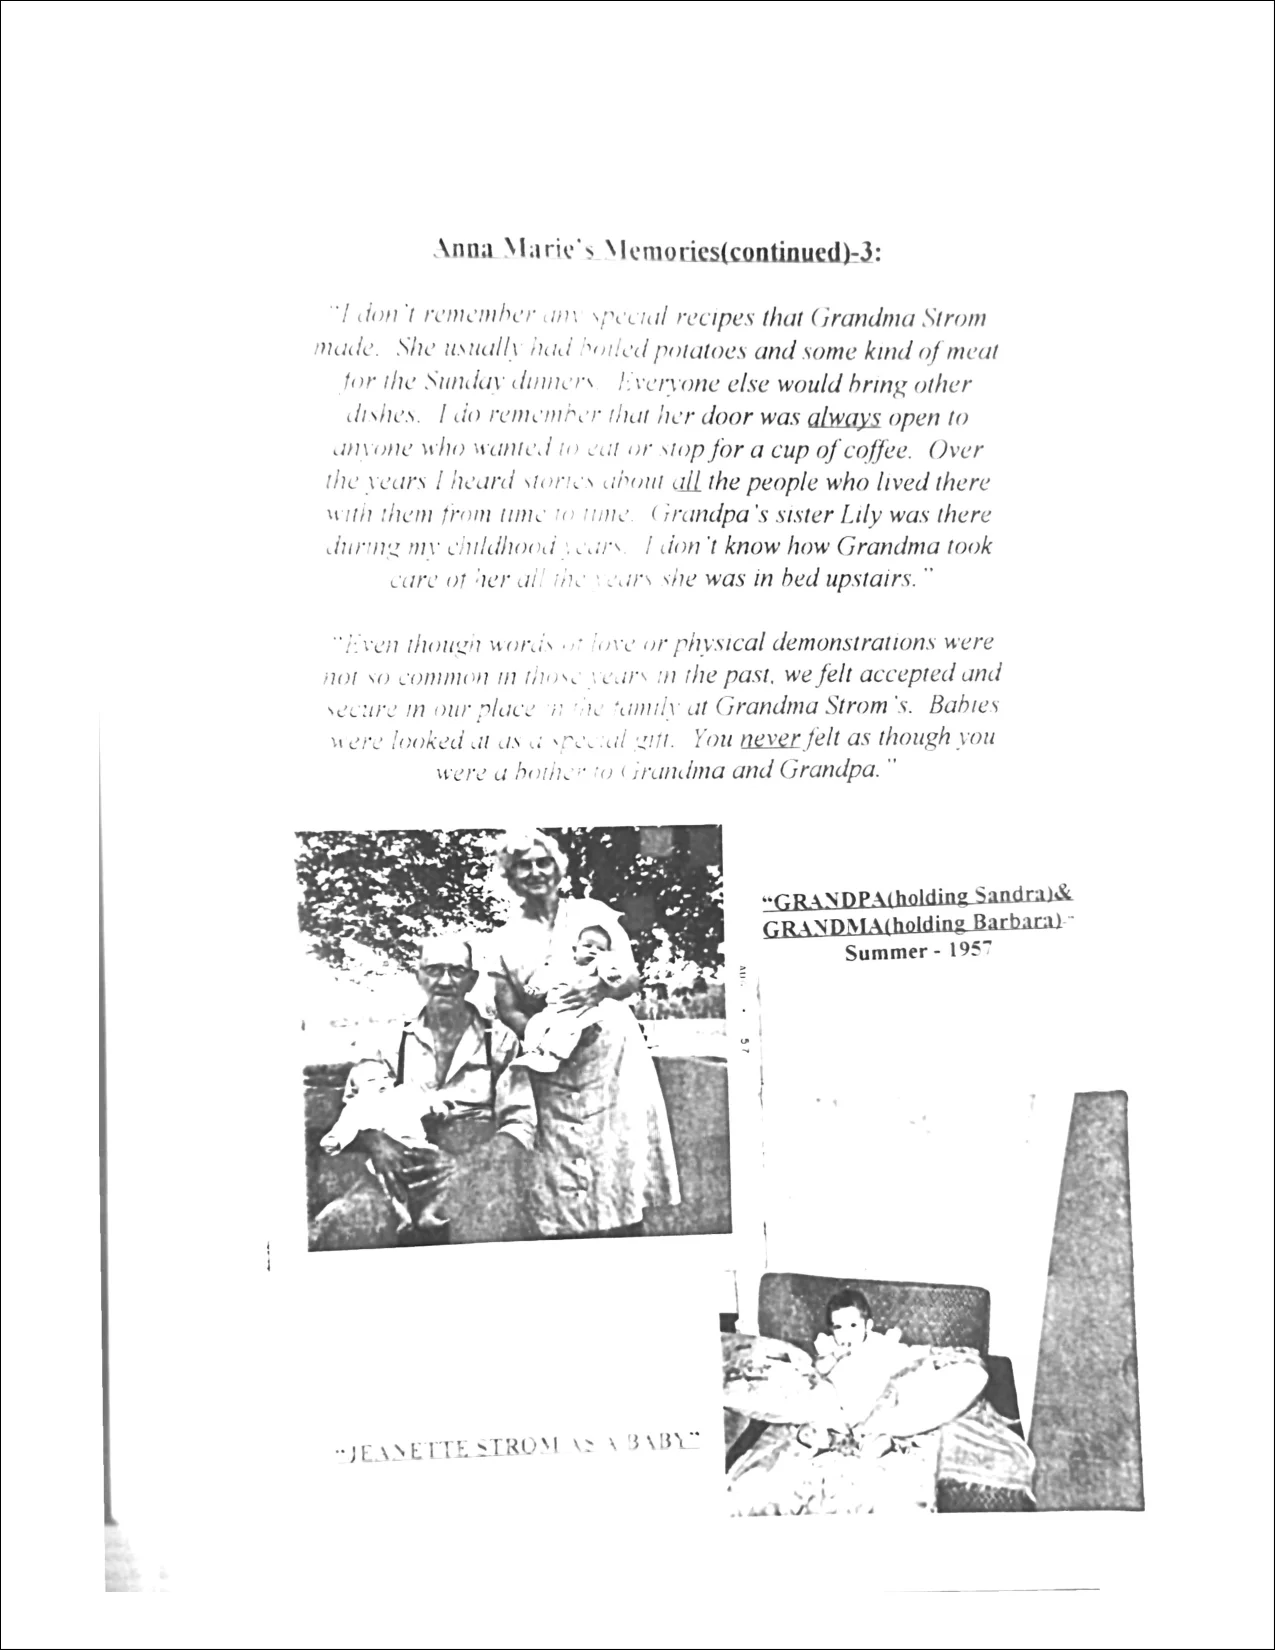 Anna Marie's Memories(continued)-3:
"I don't remember any special recipes that Grandma Strom
made. She usually had boiled potatoes and some kind of meat
for the Sunday dinners. Everyone else would bring other
dishes. I do remember that her door was always open to
anyone who wanted to eat or stop for a cup of coffee. Over
the years I heard stories about all the people who lived there
with them from time to time. Grandpa's sister Lily was there
during my childhood years. I don't know how Grandma took
care of her all the years she was in bed upstairs."
"Even though words of love or physical demonstrations were
not so common in those years in the past, we felt accepted and
secure in our place in the family at Grandma Strom's. Babies
were looked at as a special gift. You never felt as though you
were a bother to Grandma and Grandpa."
"GRANDPA(holding Sandra)&
GRANDMA(holding Barbara)"
Summer - 1957
AUG • 57
"JEANETTE STROM AS A BABY"